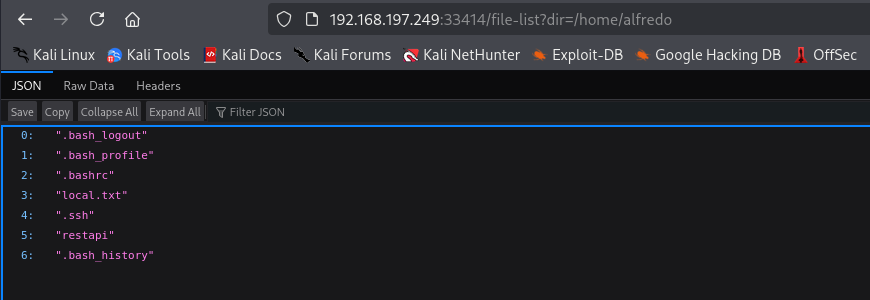 192.168.197.249:33414/file-list?dir=/home/alfredo
Kali Linux Kali Tools Kali Docs Kali Forums Kali NetHunter Exploit-DB Google Hacking DB OffSec
JSON Raw Data Headers
Save Copy Collapse All Expand All Filter JSON
0: ".bash_logout"
1: ".bash_profile"
2: ".bashrc"
3: "local.txt"
4: ".ssh"
5: "restapi"
6: ".bash_history"